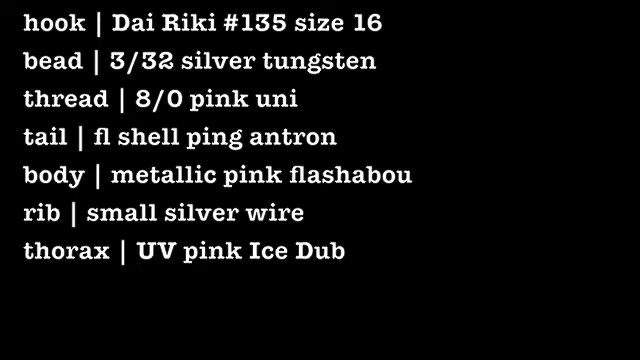 hook | Dai Riki #135 size 16
bead | 3/32 silver tungsten
thread | 8/0 pink uni
tail | fl shell ping antron
body | metallic pink flashabou
rib | small silver wire
thorax | UV pink Ice Dub